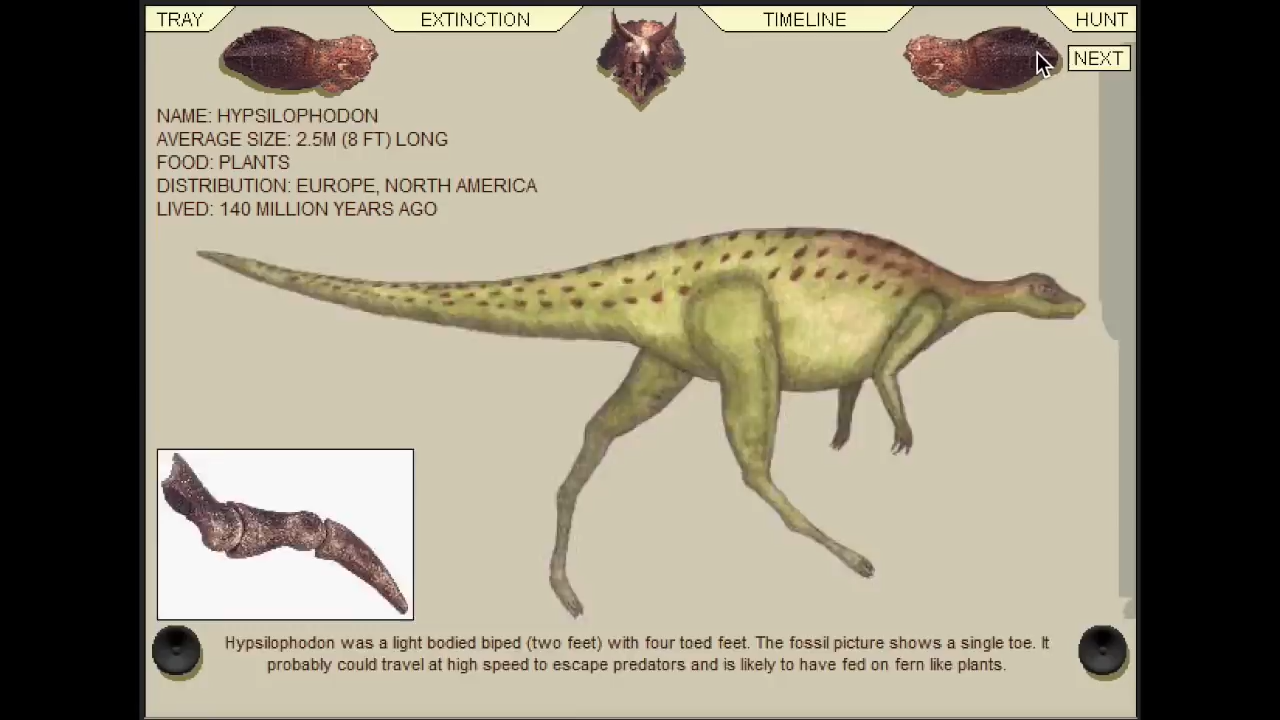 TRAY
EXTINCTION
TIMELINE
HUNT
NEXT
NAME: HYPSILOPHODON
AVERAGE SIZE: 2.5M (8 FT) LONG
FOOD: PLANTS
DISTRIBUTION: EUROPE, NORTH AMERICA
LIVED: 140 MILLION YEARS AGO
Hypsilophodon was a light bodied biped (two feet) with four toed feet. The fossil picture shows a single toe. It
probably could travel at high speed to escape predators and is likely to have fed on fern like plants.